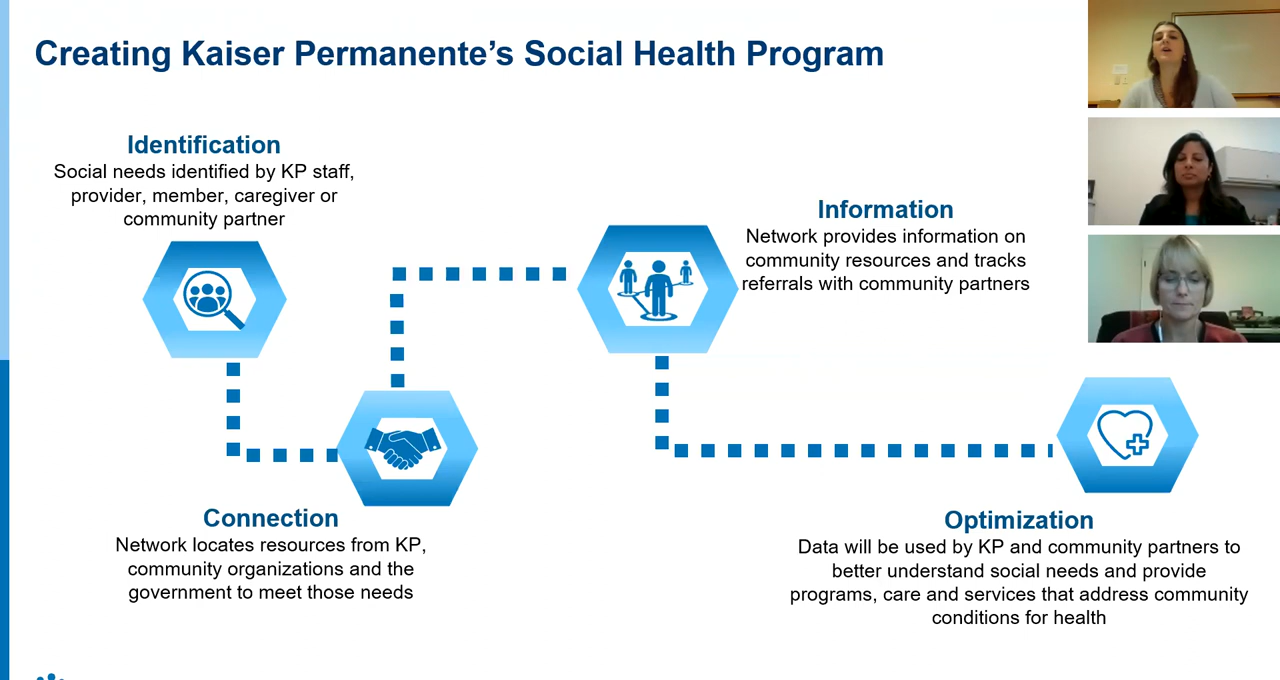 Creating Kaiser Permanente’s Social Health Program
Identification
Social needs identified by KP staff,
provider, member, caregiver or
community partner
Connection
Network locates resources from KP,
community organizations and the
government to meet those needs
Information
Network provides information on
community resources and tracks
referrals with community partners
Optimization
Data will be used by KP and community partners to
better understand social needs and provide
programs, care and services that address community
conditions for health